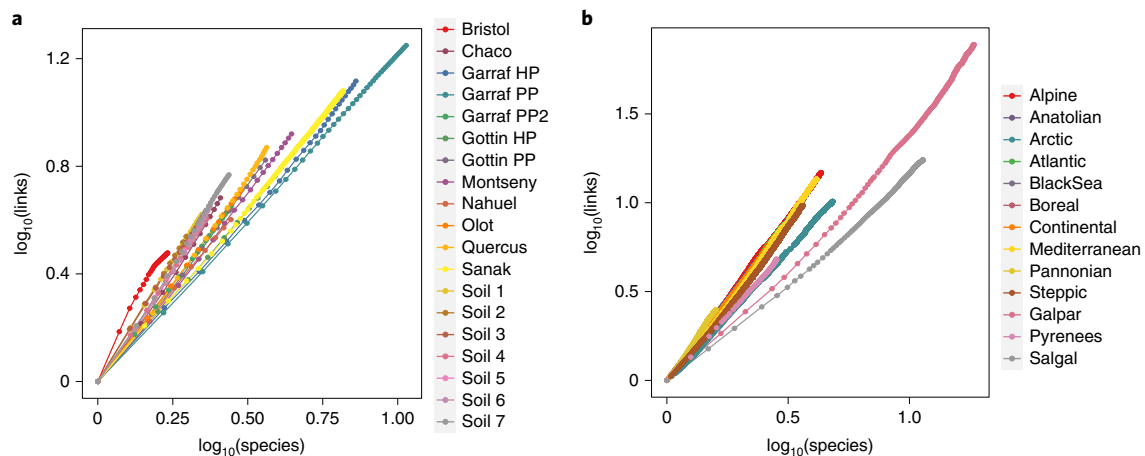 a
1.2
0.8
0.4
0
log10(links)
0
0.25
0.50
0.75
1.00
log10(species)
Bristol
Chaco
Garraf HP
Garraf PP
Garraf PP2
Gottin HP
Gottin PP
Montseny
Nahuel
Olot
Quercus
Sanak
Soil 1
Soil 2
Soil 3
Soil 4
Soil 5
Soil 6
Soil 7
b
1.5
1.0
0.5
0
log10(links)
0
0.5
1.0
log10(species)
Alpine
Anatolian
Arctic
Atlantic
BlackSea
Boreal
Continental
Mediterranean
Pannonian
Steppic
Galpar
Pyrenees
Salgal